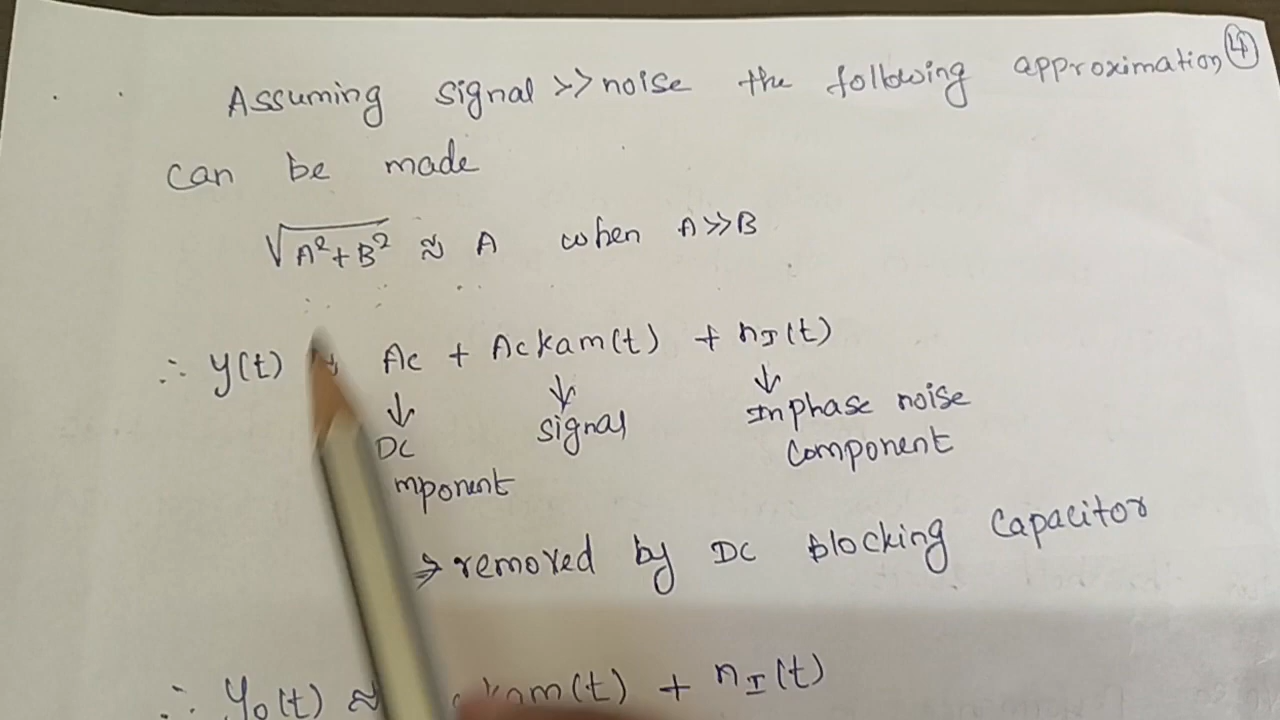 Assuming signal >> noise the following approximation ④
can be made
√A²+B² ≈ A when A>>B
∴ y(t) ≈ Ac + Ackam(t) + nI(t)
↓ ↓ ↓
DC signal Inphase noise
mponent component
⇒ removed by DC blocking capacitor
∴ yo(t) ≈ ckam(t) + nI(t)